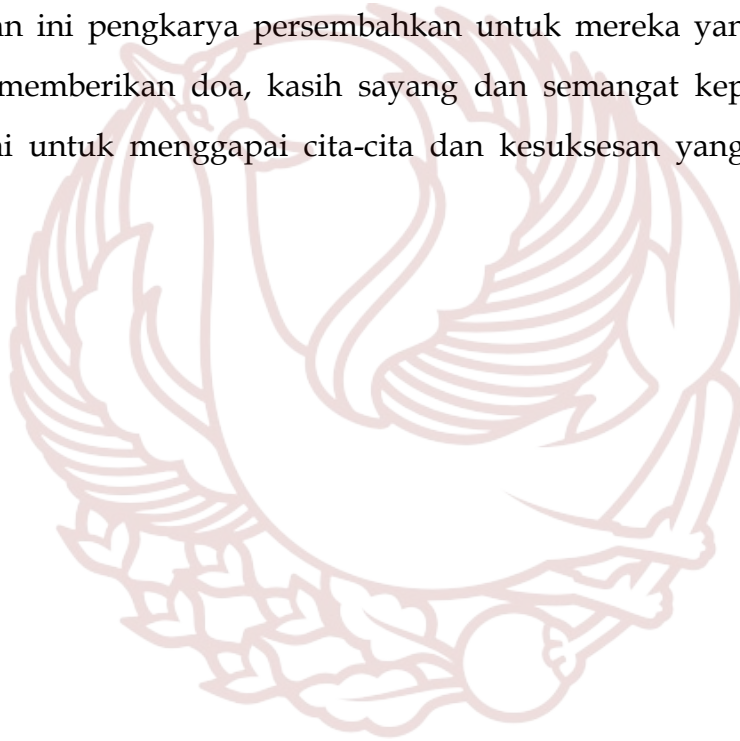 an ini pengkarya persembahkan untuk mereka yan
memberikan doa, kasih sayang dan semangat kep
ni untuk menggapai cita-cita dan kesuksesan yang